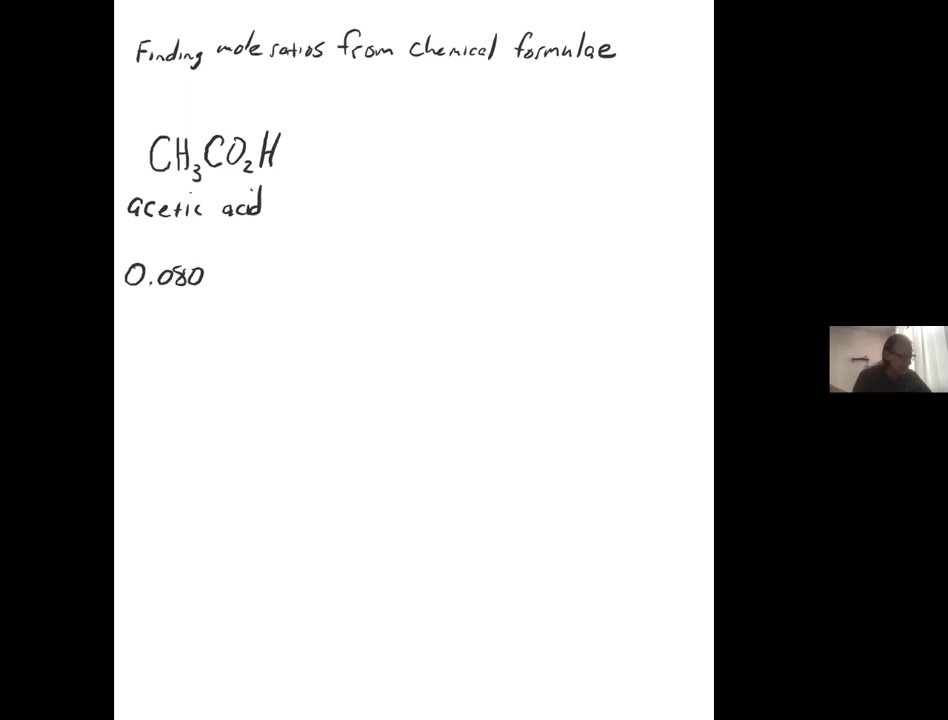 Finding mole ratios from chemical formulae
CH₃CO₂H
acetic acid
0.080